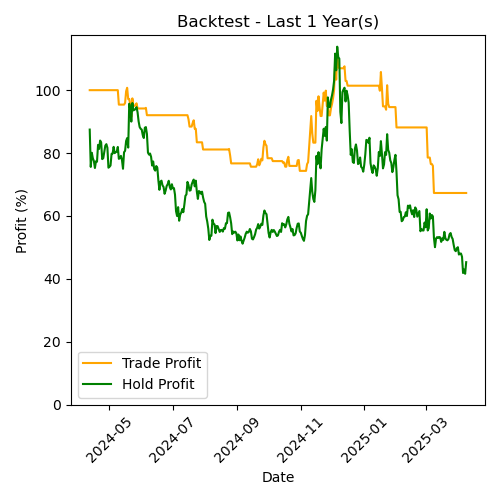 Backtest - Last 1 Year(s)
Profit (%)
100
80
60
40
20
0
Trade Profit
Hold Profit
2024-05
2024-07
2024-09
2024-11
2025-01
2025-03
Date